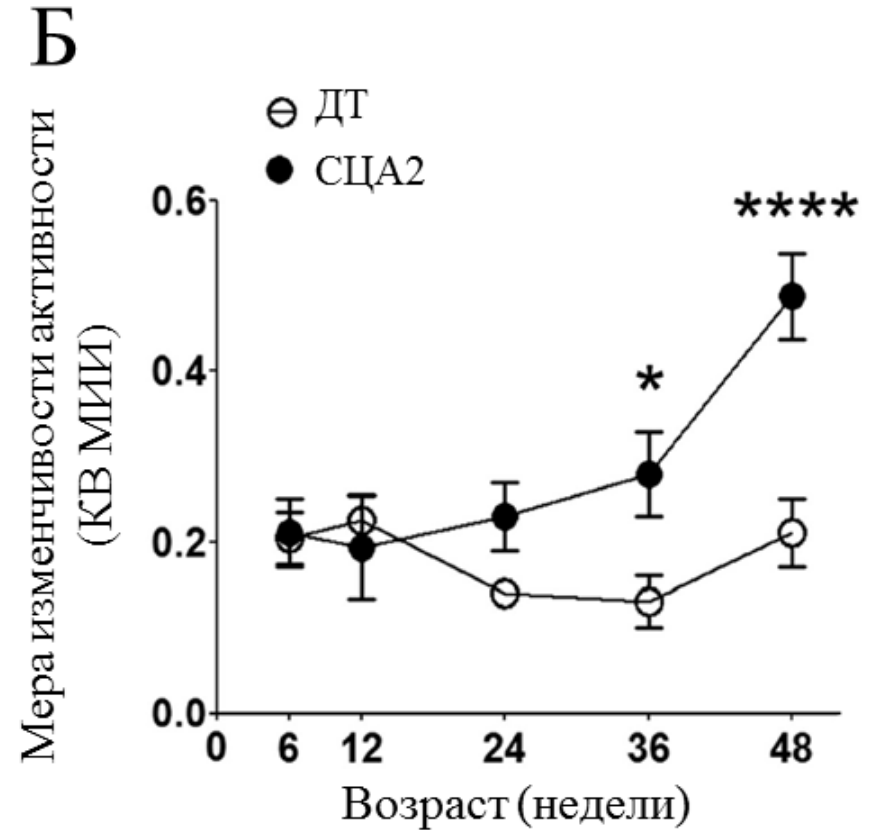 Б
ДТ
СЦА2
Мера изменчивости активности
(КВ МИИ)
0.6
0.4
0.2
0.0
****
*
0 6 12 24 36 48
Возраст (недели)